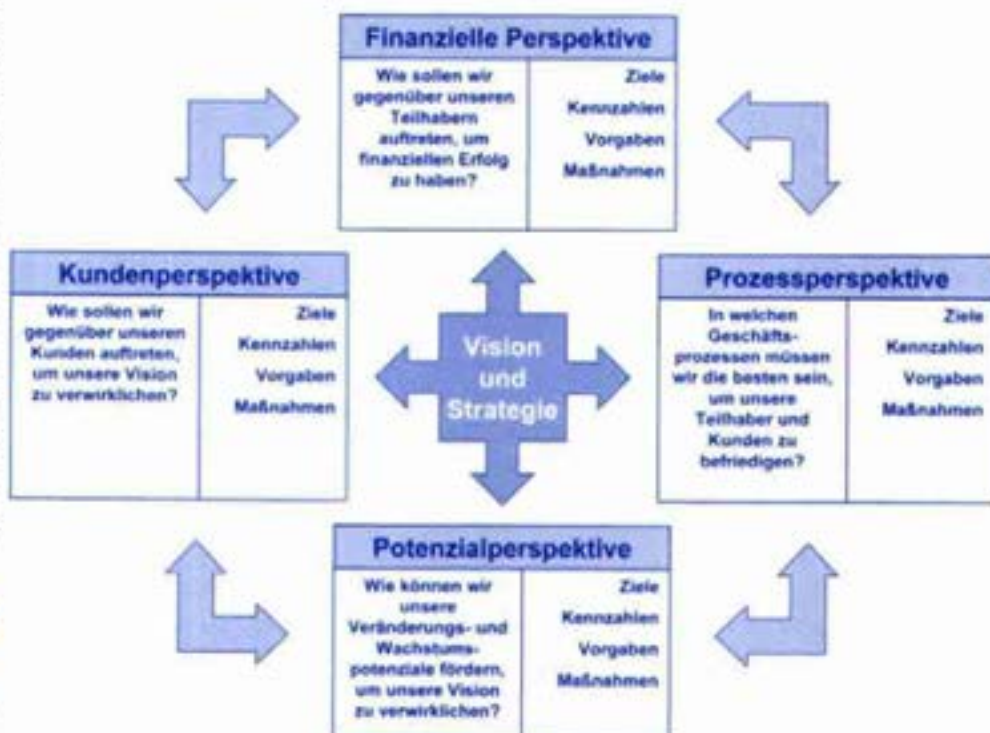 Finanzielle Perspektive
Wie sollen wir
gegenüber unseren
Teilhabern
auftreten, um
finanziellen Erfolg
zu haben?
Ziele
Kennzahlen
Vorgaben
Maßnahmen
Kundenperspektive
Wie sollen wir
gegenüber unseren
Kunden auftreten,
um unsere Vision
zu verwirklichen?
Ziele
Kennzahlen
Vorgaben
Maßnahmen
Vision
und
Strategie
Prozessperspektive
In welchen
Geschäfts-
prozessen müssen
wir die besten sein,
um unsere
Teilhaber und
Kunden zu
befriedigen?
Ziele
Kennzahlen
Vorgaben
Maßnahmen
Potenzialperspektive
Wie können wir
unsere
Veränderungs- und
Wachstums-
potenziale fördern,
um unsere Vision
zu verwirklichen?
Ziele
Kennzahlen
Vorgaben
Maßnahmen